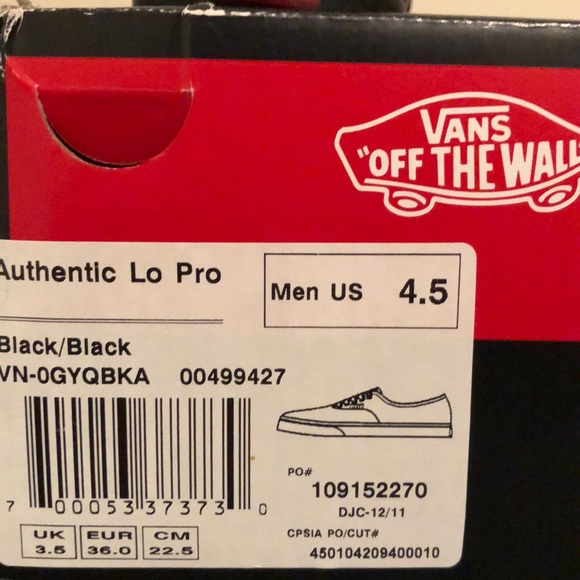 VANS
"OFF THE WALL
Authentic Lo Pro
Men US 4.5
Black/Black
VN-0GYQBKA 00499427
7 00053 37373 0
PO#
109152270
DJC-12/11
CPSIA PO/CUT#
450104209400010
UK EUR CM
3.5 36.0 22.5